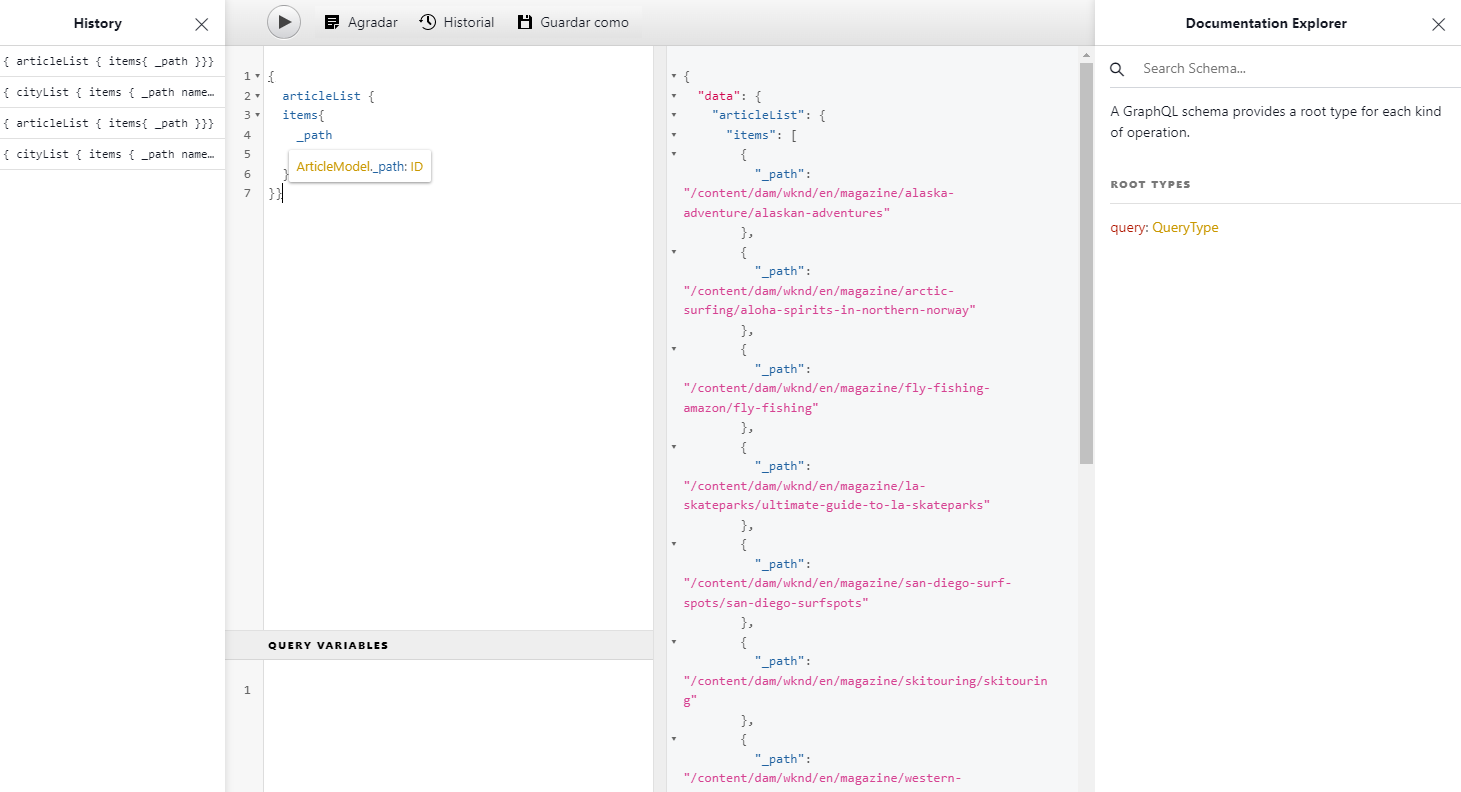 History
{ articleList { items{ _path }}}
{ cityList { items { _path name…
{ articleList { items{ _path }}}
{ cityList { items { _path name…
Agradar
Historial
Guardar como
1 {
2 articleList {
3 items{
4 _path
5
6 }
7 }}
ArticleModel._path: ID
QUERY VARIABLES
1
{
"data": {
"articleList": {
"items": [
{
"_path":
"/content/dam/wknd/en/magazine/alaska-
adventure/alaskan-adventures"
},
{
"_path":
"/content/dam/wknd/en/magazine/arctic-
surfing/aloha-spirits-in-northern-norway"
},
{
"_path":
"/content/dam/wknd/en/magazine/fly-fishing-
amazon/fly-fishing"
},
{
"_path":
"/content/dam/wknd/en/magazine/la-
skateparks/ultimate-guide-to-la-skateparks"
},
{
"_path":
"/content/dam/wknd/en/magazine/san-diego-surf-
spots/san-diego-surfspots"
},
{
"_path":
"/content/dam/wknd/en/magazine/skitouring/skitourin
g"
},
{
"_path":
"/content/dam/wknd/en/magazine/western-
Documentation Explorer
Search Schema...
A GraphQL schema provides a root type for each kind
of operation.
ROOT TYPES
query: QueryType